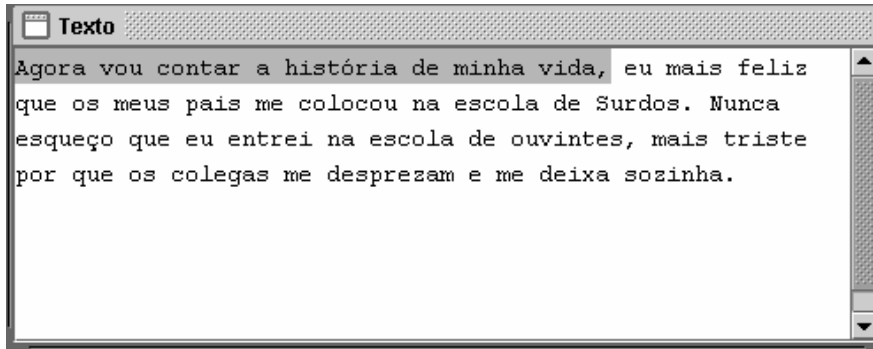 Texto
Agora vou contar a história de minha vida, eu mais feliz
que os meus pais me colocou na escola de Surdos. Nunca
esqueço que eu entrei na escola de ouvintes, mais triste
por que os colegas me desprezam e me deixa sozinha.